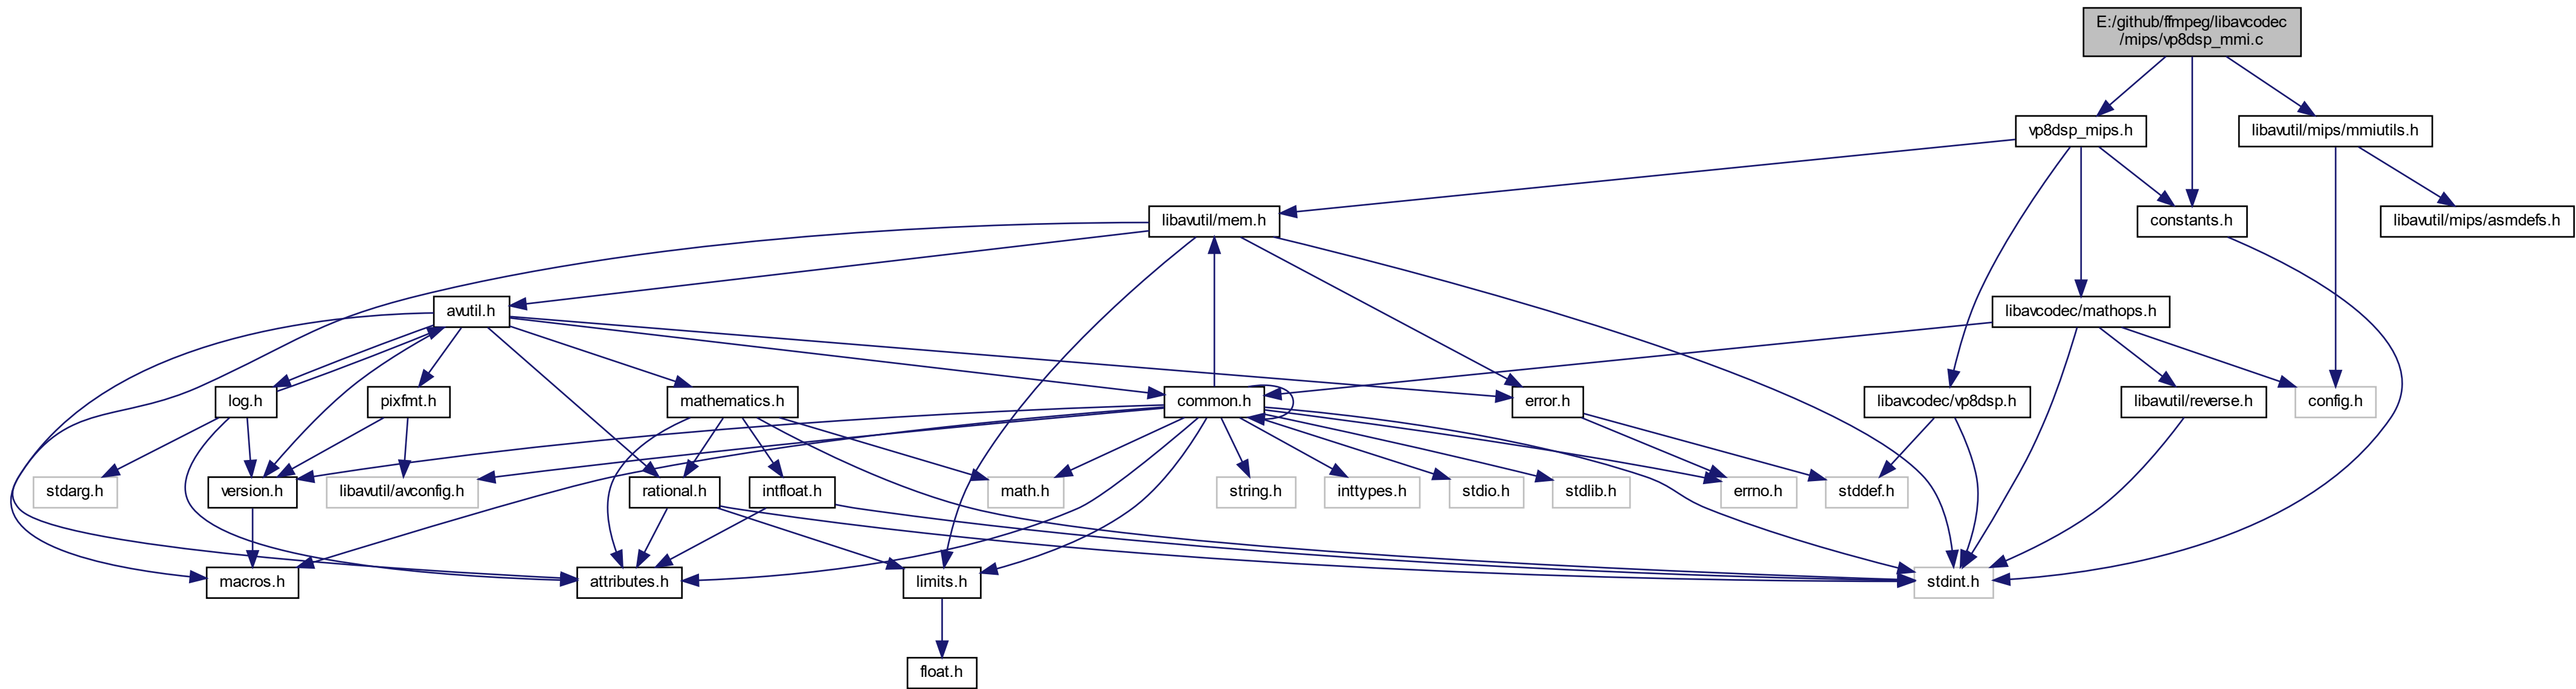 E:/github/ffmpeg/libavcodec
/mips/vp8dsp_mmi.c
vp8dsp_mips.h
libavutil/mips/mmiutils.h
libavutil/mem.h
constants.h
libavutil/mips/asmdefs.h
avutil.h
libavcodec/mathops.h
log.h
pixfmt.h
mathematics.h
common.h
error.h
libavcodec/vp8dsp.h
libavutil/reverse.h
config.h
stdarg.h
version.h
libavutil/avconfig.h
rational.h
intfloat.h
math.h
string.h
inttypes.h
stdio.h
stdlib.h
errno.h
stddef.h
macros.h
attributes.h
limits.h
stdint.h
float.h